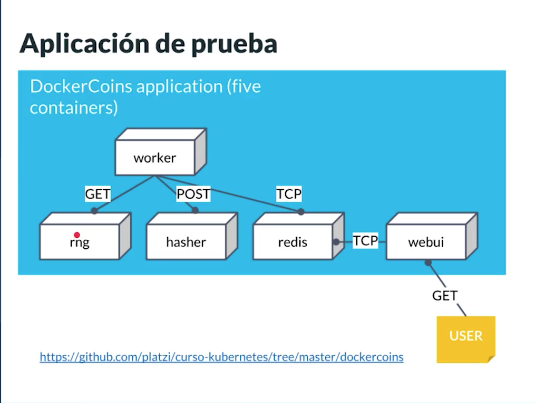 Aplicación de prueba
DockerCoins application (five
containers)
worker
GET
POST
TCP
rng
hasher
redis
TCP
webui
GET
USER
https://github.com/platzi/curso-kubernetes/tree/master/dockercoins